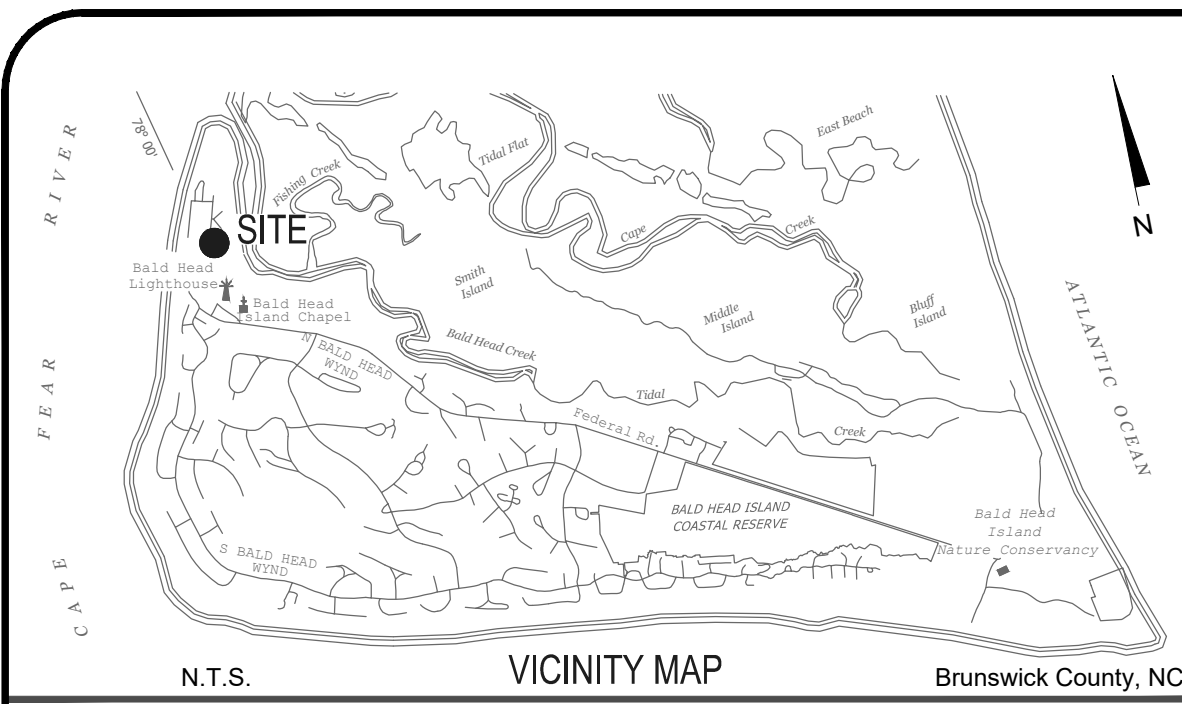 78° 00'
East Beach
Tidal Flat
Fishing Creek
RIVER
SITE
Cape
Creek
N
Bald Head
Lighthouse
Smith
Island
Bald Head
Island Chapel
Middle
Island
Bluff
Island
ATLANTIC OCEAN
N BALD HEAD
WYND
Bald Head Creek
FEAR
Tidal
Creek
Federal Rd.
BALD HEAD ISLAND
COASTAL RESERVE
Bald Head
Island
Nature Conservancy
S BALD HEAD
WYND
CAPE
N.T.S.
VICINITY MAP
Brunswick County, NC